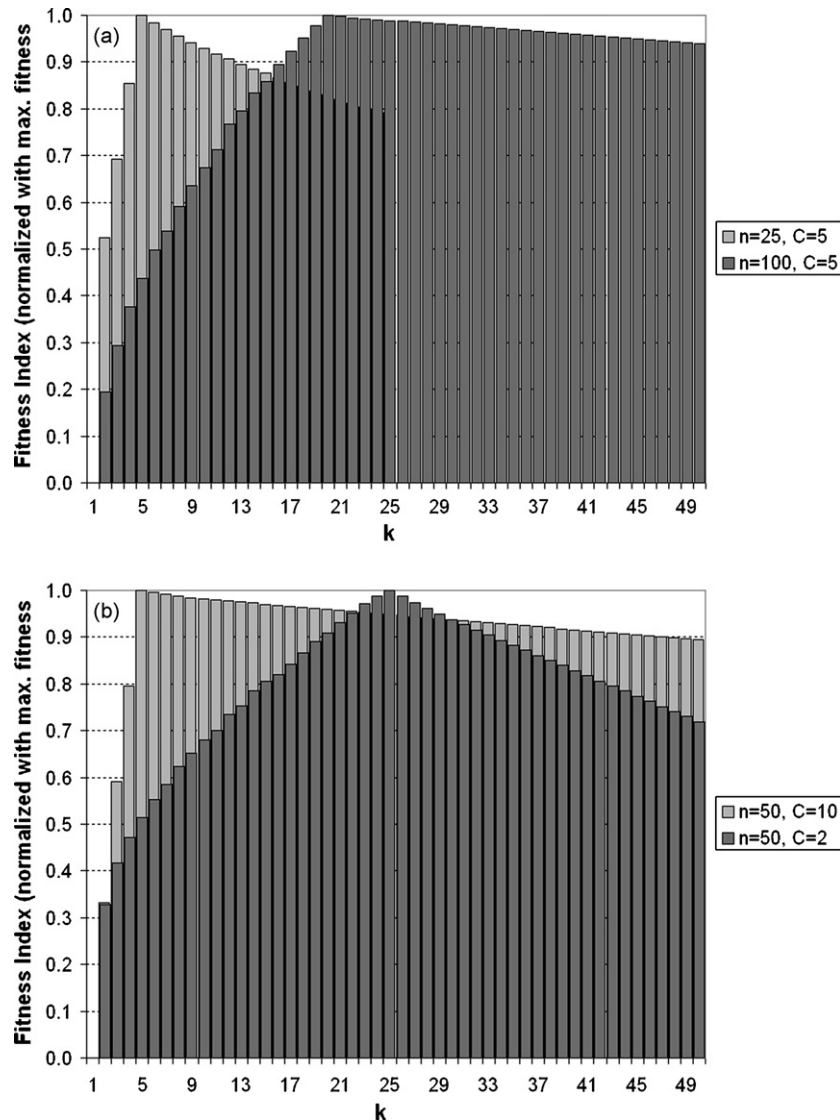 (a)
Fitness Index (normalized with max. fitness
1.0
0.9
0.8
0.7
0.6
0.5
0.4
0.3
0.2
0.1
0.0
1 5 9 13 17 21 25 29 33 37 41 45 49
k
n=25, C=5
n=100, C=5
(b)
Fitness Index (normalized with max. fitness
1.0
0.9
0.8
0.7
0.6
0.5
0.4
0.3
0.2
0.1
0.0
1 5 9 13 17 21 25 29 33 37 41 45 49
k
n=50, C=10
n=50, C=2